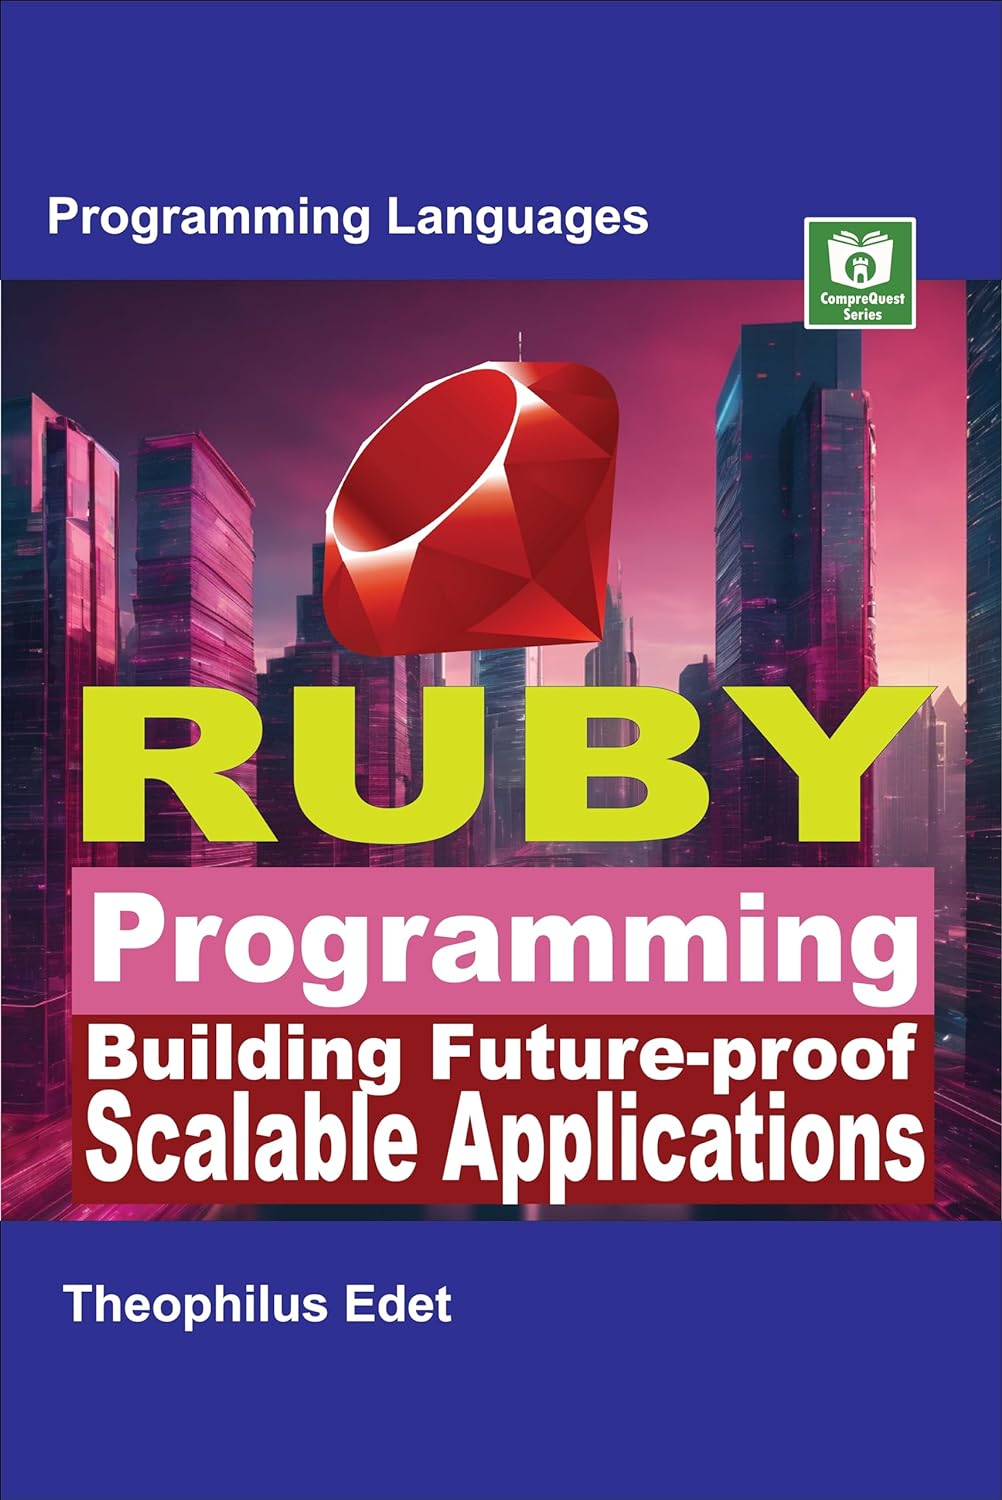 Programming Languages
CompreQuest
Series
RUBY
Programming
Building Future-proof
Scalable Applications
Theophilus Edet